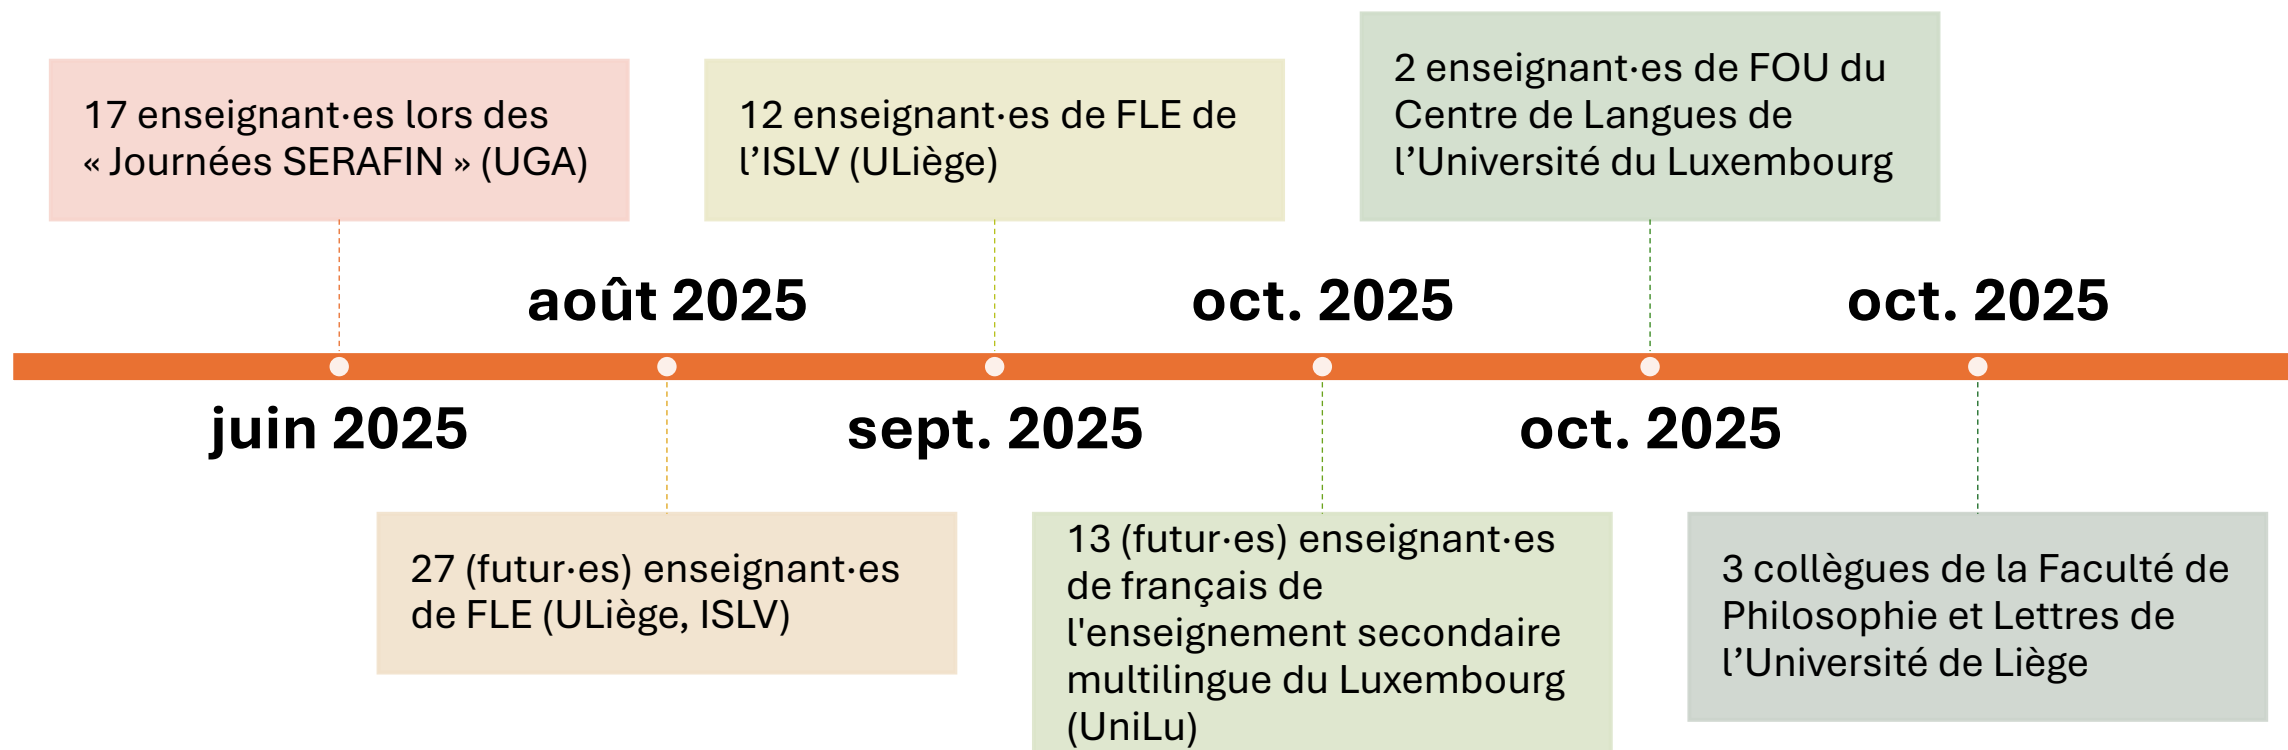 17 enseignant·es lors des
« Journées SERAFIN » (UGA)
12 enseignant·es de FLE de
l’ISLV (ULiège)
2 enseignant·es de FOU du
Centre de Langues de
l’Université du Luxembourg
août 2025
oct. 2025
oct. 2025
juin 2025
sept. 2025
oct. 2025
27 (futur·es) enseignant·es
de FLE (ULiège, ISLV)
13 (futur·es) enseignant·es
de français de
l'enseignement secondaire
multilingue du Luxembourg
(UniLu)
3 collègues de la Faculté de
Philosophie et Lettres de
l’Université de Liège